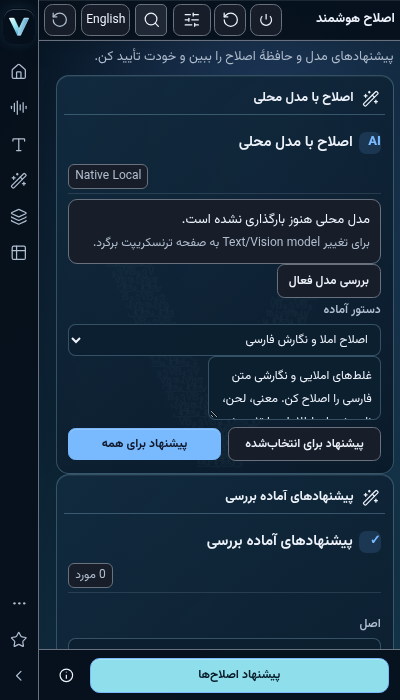 اصلاح هوشمند
English
پیشنهادهای مدل و حافظهٔ اصلاح را ببین و خودت تأیید کن.
اصلاح با مدل محلی
AI
اصلاح با مدل محلی
Native Local
مدل محلی هنوز بارگذاری نشده است.
برای تغییر Text/Vision model به صفحه ترنسکریپت برگرد.
بررسی مدل فعال
دستور آماده
اصلاح املا و نگارش فارسی
غلط‌های املایی و نگارشی متن
فارسی را اصلاح کن. معنی، لحن،
پیشنهاد برای انتخاب‌شده
پیشنهاد برای همه
پیشنهادهای آماده بررسی
پیشنهادهای آماده بررسی
0 مورد
اصل
پیشنهاد اصلاح‌ها